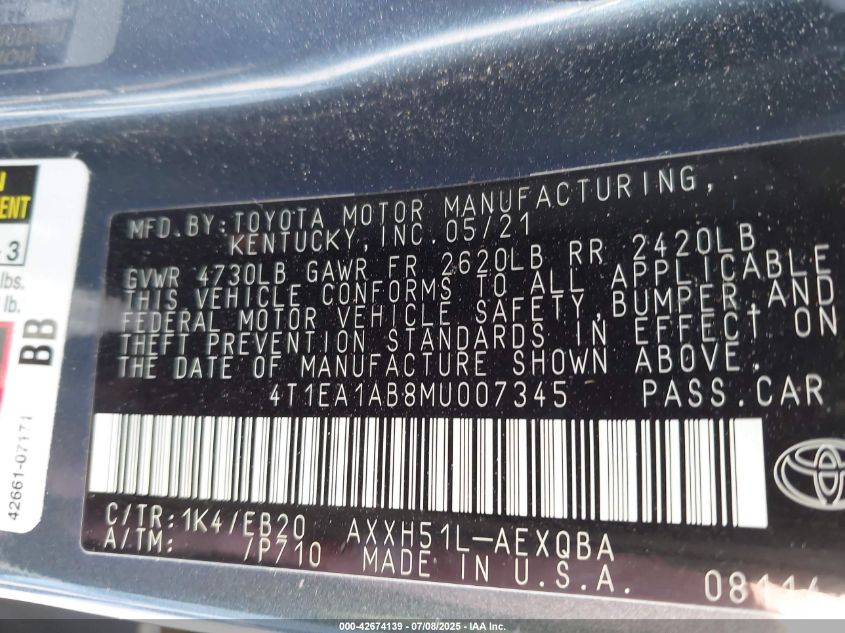 MFD.BY:TOYOTA MOTOR MANUFACTURING,
KENTUCKY,INC.05/21
GVWR 4730LB GAWR FR 2620LB RR 2420LB
THIS VEHICLE CONFORMS TO ALL APPLICABLE
FEDERAL MOTOR VEHICLE SAFETY,BUMPER,AND
THEFT PREVENTION STANDARDS IN EFFECT ON
THE DATE OF MANUFACTURE SHOWN ABOVE.
4T1EA1AB8MU007345 PASS.CAR
C/TR:1K4/EB20 AXXH51L-AEXQBA
A/TM: /P710 MADE IN U.S.A.
3
lbs.
lb.
BB
42661-07171
000-42674139 - 07/08/2025 - IAA Inc.